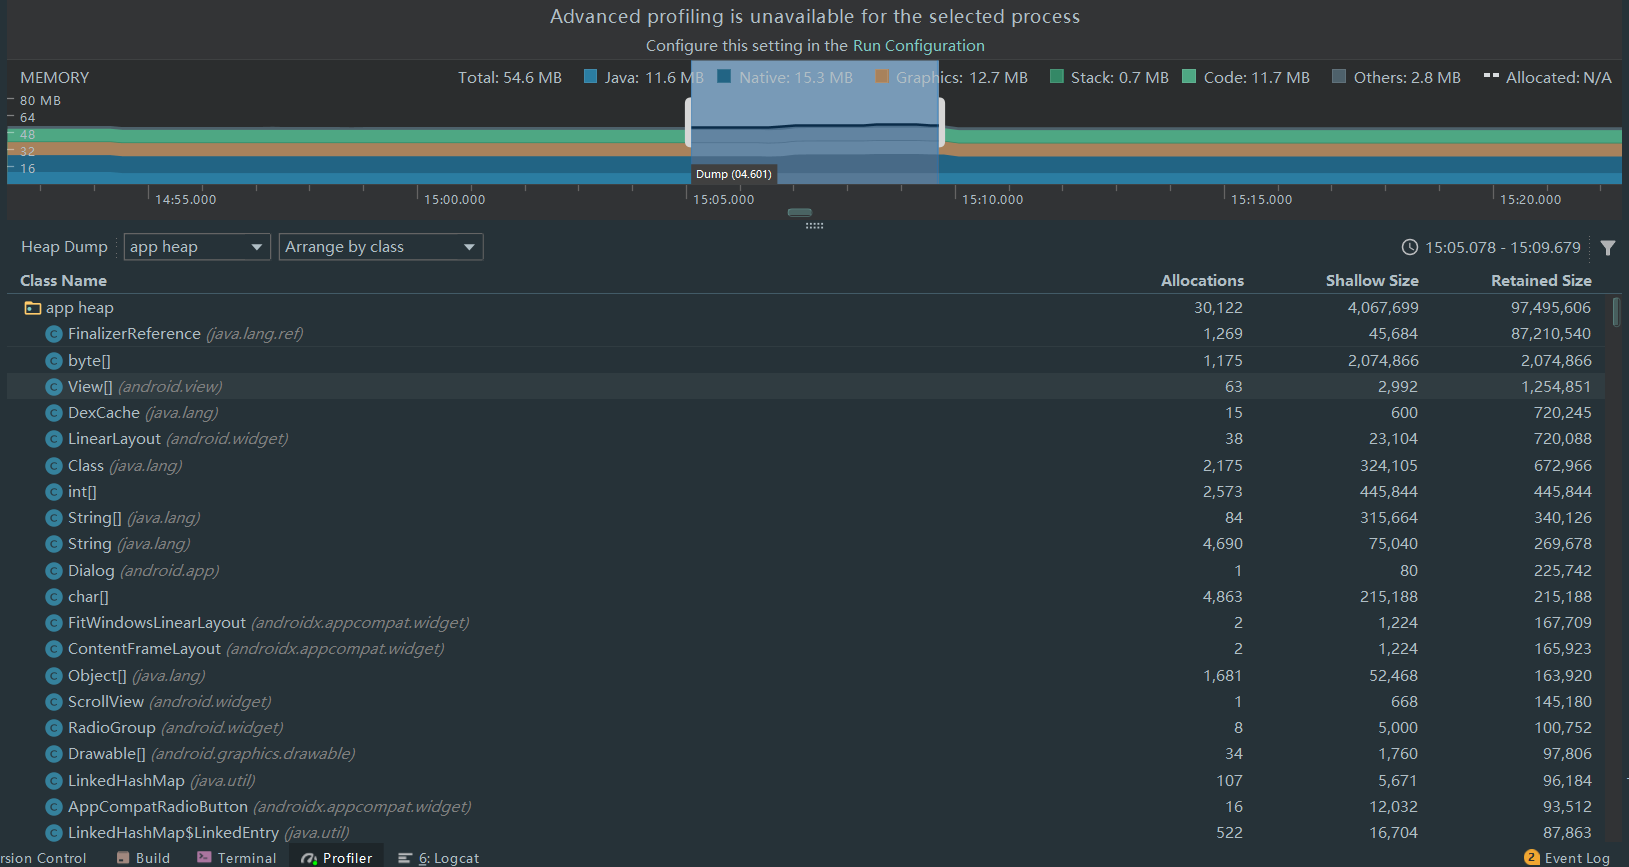 Advanced profiling is unavailable for the selected process
Configure this setting in the Run Configuration
MEMORY Total: 54.6 MB Java: 11.6 MB Native: 15.3 MB Graphics: 12.7 MB Stack: 0.7 MB Code: 11.7 MB Others: 2.8 MB Allocated: N/A
80 MB
64
48
32
16
Dump (04.601)
14:55.000 15:00.000 15:05.000 15:10.000 15:15.000 15:20.000
Heap Dump app heap Arrange by class 15:05.078 - 15:09.679
Class Name Allocations Shallow Size Retained Size
app heap 30,122 4,067,699 97,495,606
C FinalizerReference (java.lang.ref) 1,269 45,684 87,210,540
C byte[] 1,175 2,074,866 2,074,866
C View[] (android.view) 63 2,992 1,254,851
C DexCache (java.lang) 15 600 720,245
C LinearLayout (android.widget) 38 23,104 720,088
C Class (java.lang) 2,175 324,105 672,966
C int[] 2,573 445,844 445,844
C String[] (java.lang) 84 315,664 340,126
C String (java.lang) 4,690 75,040 269,678
C Dialog (android.app) 1 80 225,742
C char[] 4,863 215,188 215,188
C FitWindowsLinearLayout (androidx.appcompat.widget) 2 1,224 167,709
C ContentFrameLayout (androidx.appcompat.widget) 2 1,224 165,923
C Object[] (java.lang) 1,681 52,468 163,920
C ScrollView (android.widget) 1 668 145,180
C RadioGroup (android.widget) 8 5,000 100,752
C Drawable[] (android.graphics.drawable) 34 1,760 97,806
C LinkedHashMap (java.util) 107 5,671 96,184
C AppCompatRadioButton (androidx.appcompat.widget) 16 12,032 93,512
C LinkedHashMap$LinkedEntry (java.util) 522 16,704 87,863
rsion Control Build Terminal Profiler 6: Logcat 2 Event Log